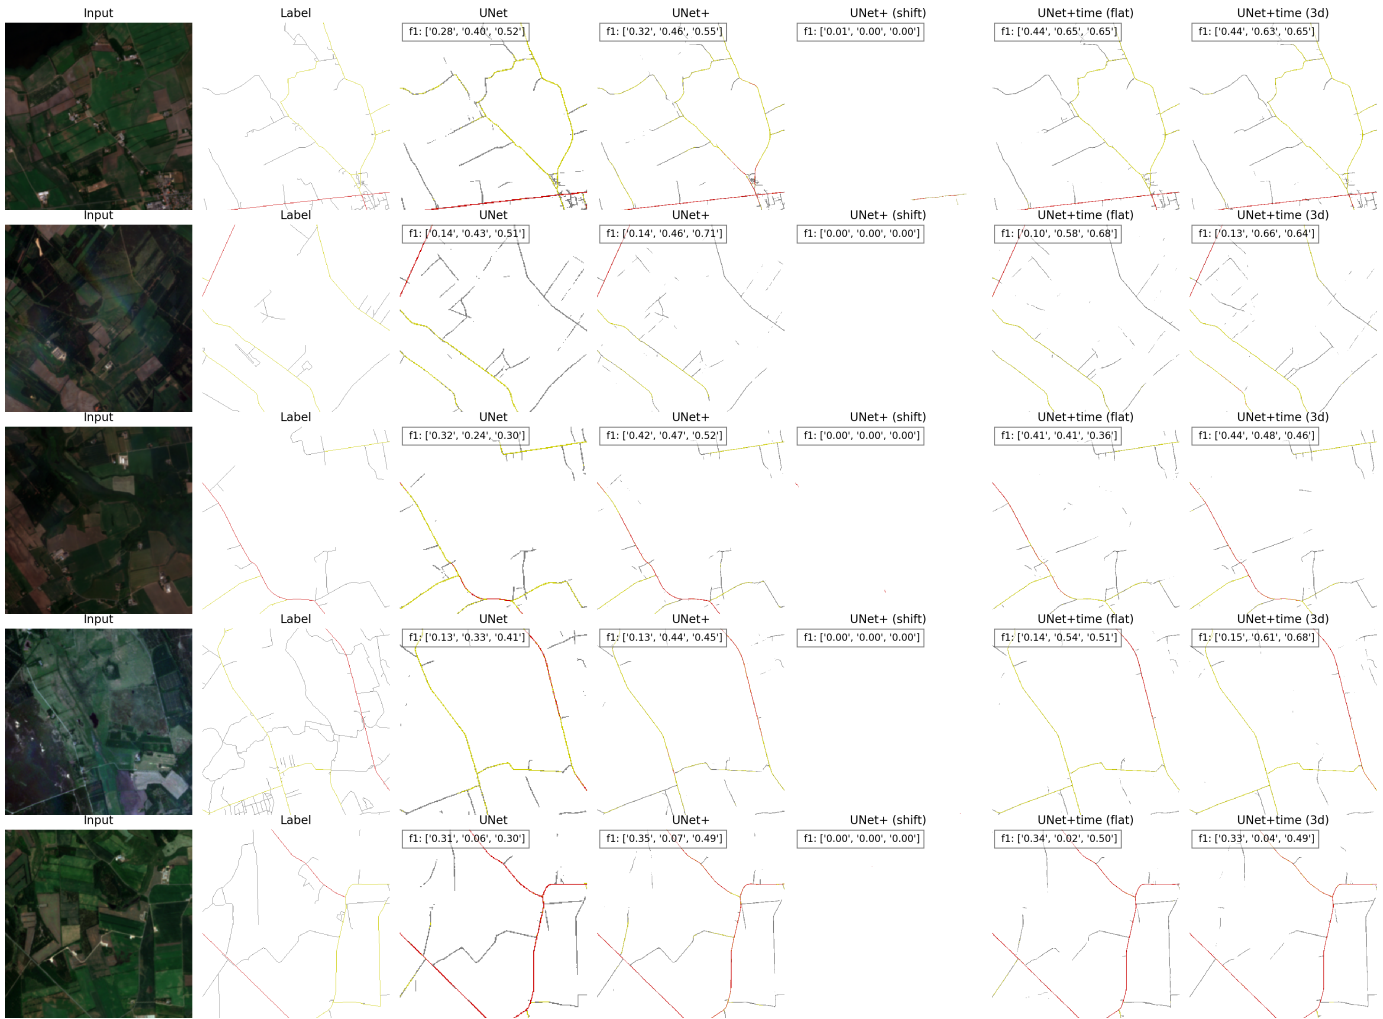 Input Label UNet UNet+ UNet+ (shift) UNet+time (flat) UNet+time (3d)
f1: ['0.28', '0.40', '0.52'] f1: ['0.32', '0.46', '0.55'] f1: ['0.01', '0.00', '0.00'] f1: ['0.44', '0.65', '0.65'] f1: ['0.44', '0.63', '0.65']
Input Label UNet UNet+ UNet+ (shift) UNet+time (flat) UNet+time (3d)
f1: ['0.14', '0.43', '0.51'] f1: ['0.14', '0.46', '0.71'] f1: ['0.00', '0.00', '0.00'] f1: ['0.10', '0.58', '0.68'] f1: ['0.13', '0.66', '0.64']
Input Label UNet UNet+ UNet+ (shift) UNet+time (flat) UNet+time (3d)
f1: ['0.32', '0.24', '0.30'] f1: ['0.42', '0.47', '0.52'] f1: ['0.00', '0.00', '0.00'] f1: ['0.41', '0.41', '0.36'] f1: ['0.44', '0.48', '0.46']
Input Label UNet UNet+ UNet+ (shift) UNet+time (flat) UNet+time (3d)
f1: ['0.13', '0.33', '0.41'] f1: ['0.13', '0.44', '0.45'] f1: ['0.00', '0.00', '0.00'] f1: ['0.14', '0.54', '0.51'] f1: ['0.15', '0.61', '0.68']
Input Label UNet UNet+ UNet+ (shift) UNet+time (flat) UNet+time (3d)
f1: ['0.31', '0.06', '0.30'] f1: ['0.35', '0.07', '0.49'] f1: ['0.00', '0.00', '0.00'] f1: ['0.34', '0.02', '0.50'] f1: ['0.33', '0.04', '0.49']